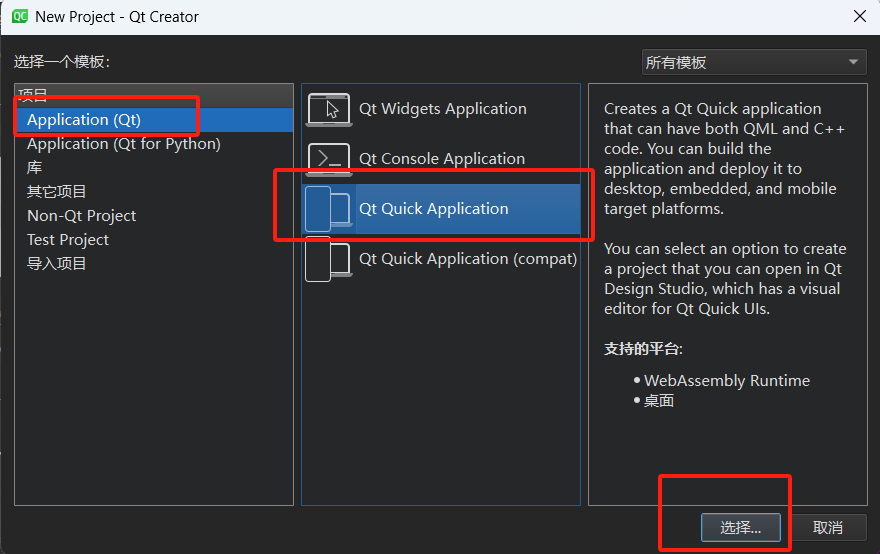 QC New Project - Qt Creator
选择一个模板:
所有模板
项目
Application (Qt)
Application (Qt for Python)
库
其它项目
Non-Qt Project
Test Project
导入项目
Qt Widgets Application
Qt Console Application
Qt Quick Application
Qt Quick Application (compat)
Creates a Qt Quick application
that can have both QML and C++
code. You can build the
application and deploy it to
desktop, embedded, and mobile
target platforms.
You can select an option to create
a project that you can open in Qt
Design Studio, which has a visual
editor for Qt Quick UIs.
支持的平台:
• WebAssembly Runtime
• 桌面
选择...
取消